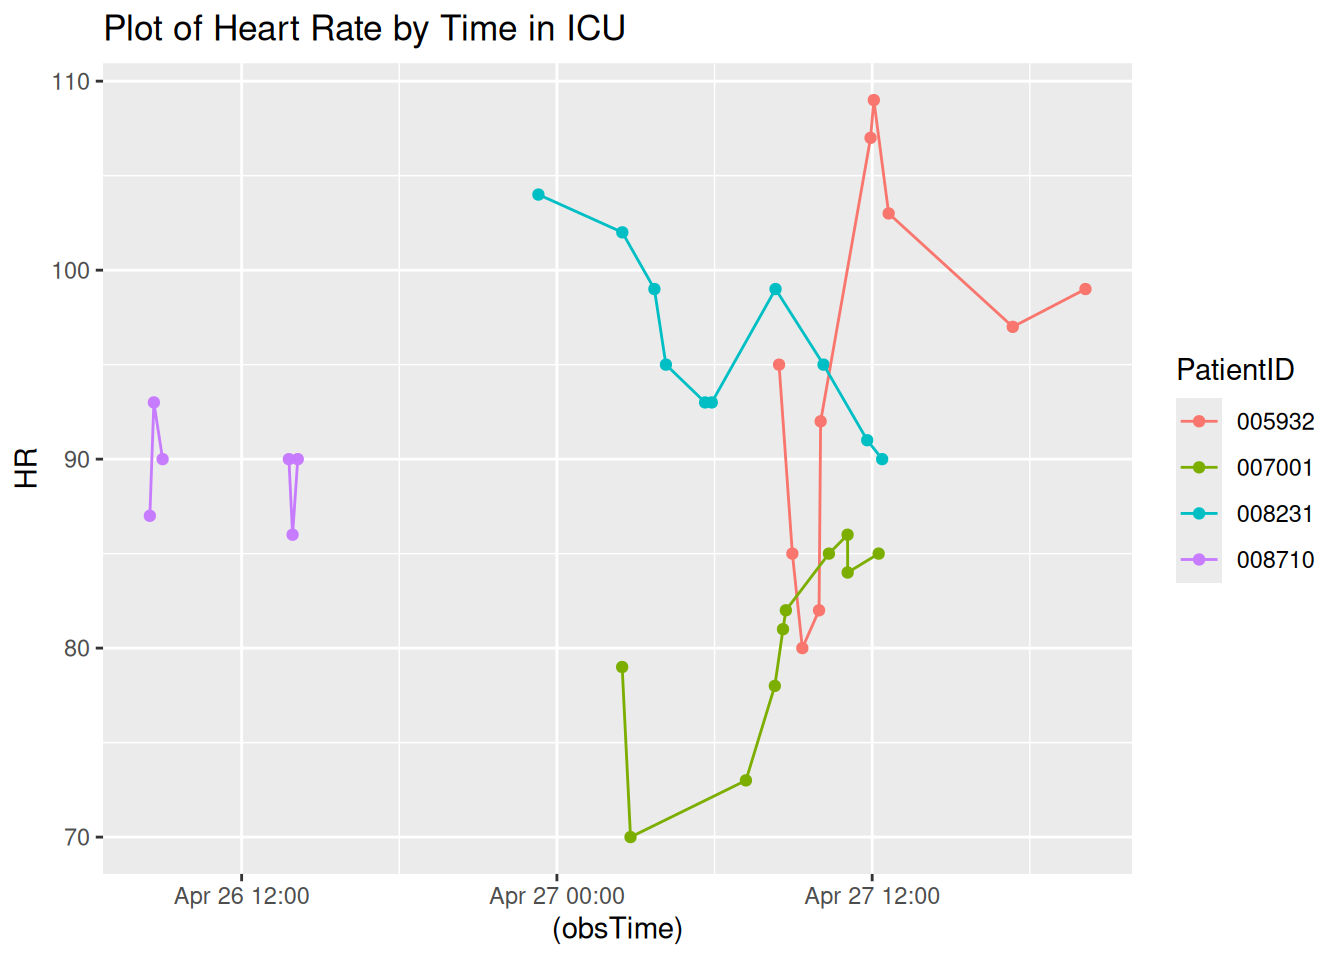 Plot of Heart Rate by Time in ICU
110
100
90
80
70
HR
Apr 26 12:00
Apr 27 00:00
Apr 27 12:00
(obsTime)
PatientID
005932
007001
008231
008710